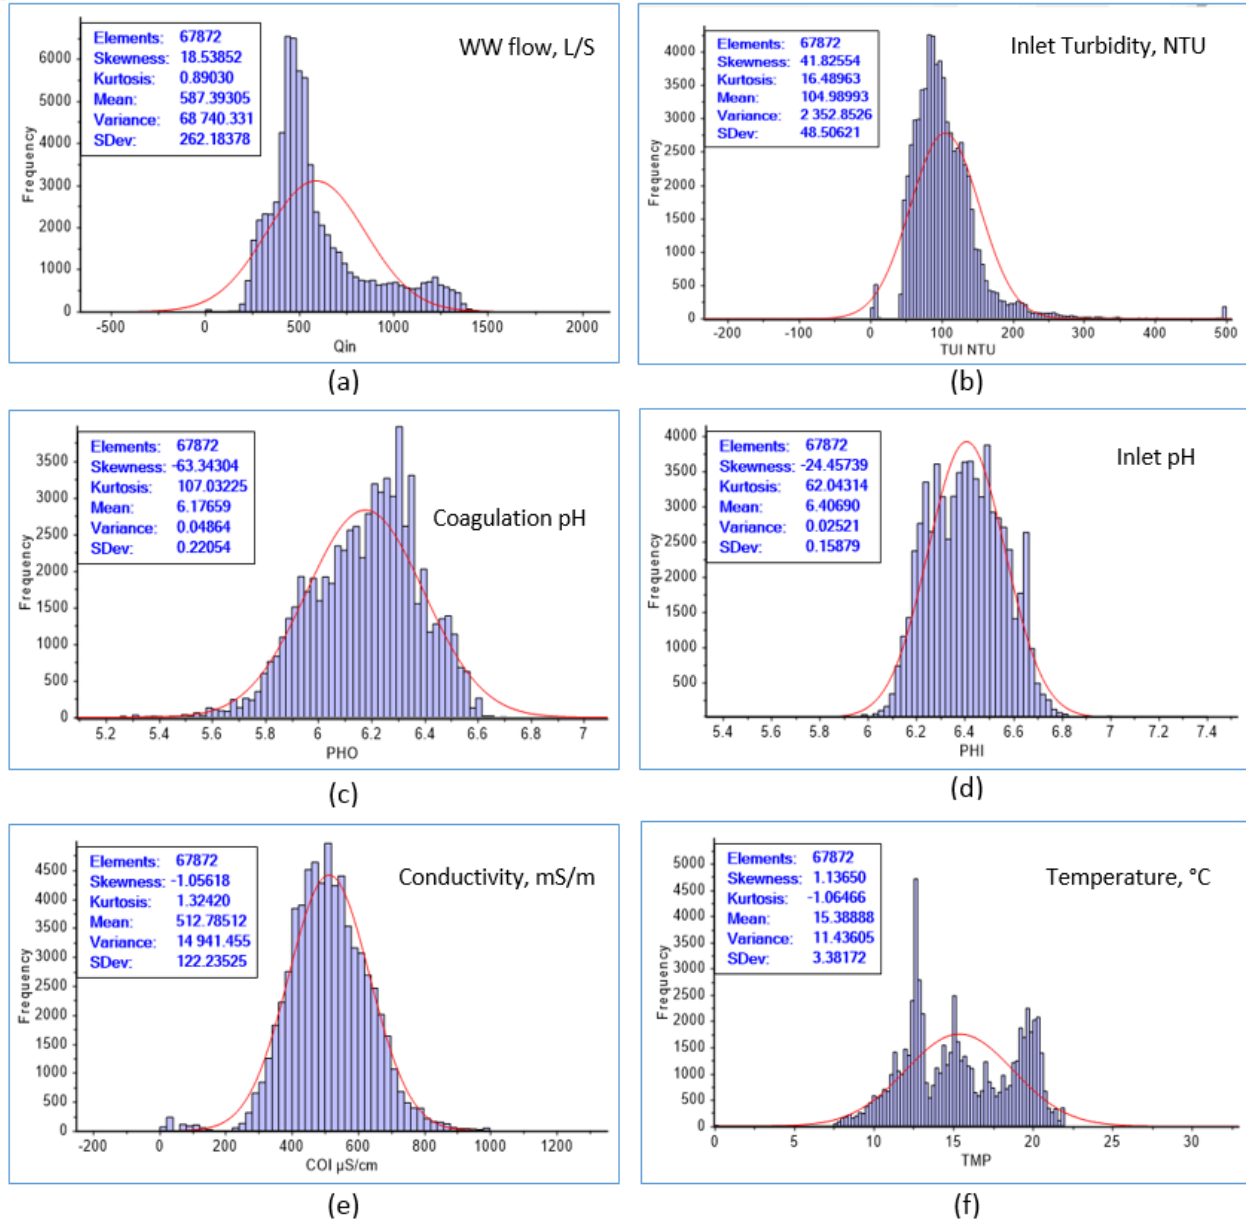 WW flow, L/S
Elements: 67872
Skewness: 18.53852
Kurtosis: 0.89030
Mean: 587.39305
Variance: 68 740.331
SDev: 262.18378
Frequency
6000
5000
4000
3000
2000
1000
0
-500 0 500 1000 1500 2000
Qin
(a)
Inlet Turbidity, NTU
Elements: 67872
Skewness: 41.82554
Kurtosis: 16.48963
Mean: 104.98993
Variance: 2 352.8526
SDev: 48.50621
Frequency
4000
3500
3000
2500
2000
1500
1000
500
0
-200 -100 0 100 200 300 400 500
TUI NTU
(b)
Coagulation pH
Elements: 67872
Skewness: -63.34304
Kurtosis: 107.03225
Mean: 6.17659
Variance: 0.04864
SDev: 0.22054
Frequency
3500
3000
2500
2000
1500
1000
500
0
5.2 5.4 5.6 5.8 6 6.2 6.4 6.6 6.8 7
PHO
(c)
Inlet pH
Elements: 67872
Skewness: -24.45739
Kurtosis: 62.04314
Mean: 6.40690
Variance: 0.02521
SDev: 0.15879
Frequency
4000
3500
3000
2500
2000
1500
1000
500
5.4 5.6 5.8 6 6.2 6.4 6.6 6.8 7 7.2 7.4
PHI
(d)
Conductivity, mS/m
Elements: 67872
Skewness: -1.05618
Kurtosis: 1.32420
Mean: 512.78512
Variance: 14 941.455
SDev: 122.23525
Frequency
4500
4000
3500
3000
2500
2000
1500
1000
500
0
-200 0 200 400 600 800 1000 1200
COI µS/cm
(e)
Temperature, °C
Elements: 67872
Skewness: 1.13650
Kurtosis: -1.06466
Mean: 15.38888
Variance: 11.43605
SDev: 3.38172
Frequency
5000
4500
4000
3500
3000
2500
2000
1500
1000
500
0
0 5 10 15 20 25 30
TMP
(f)